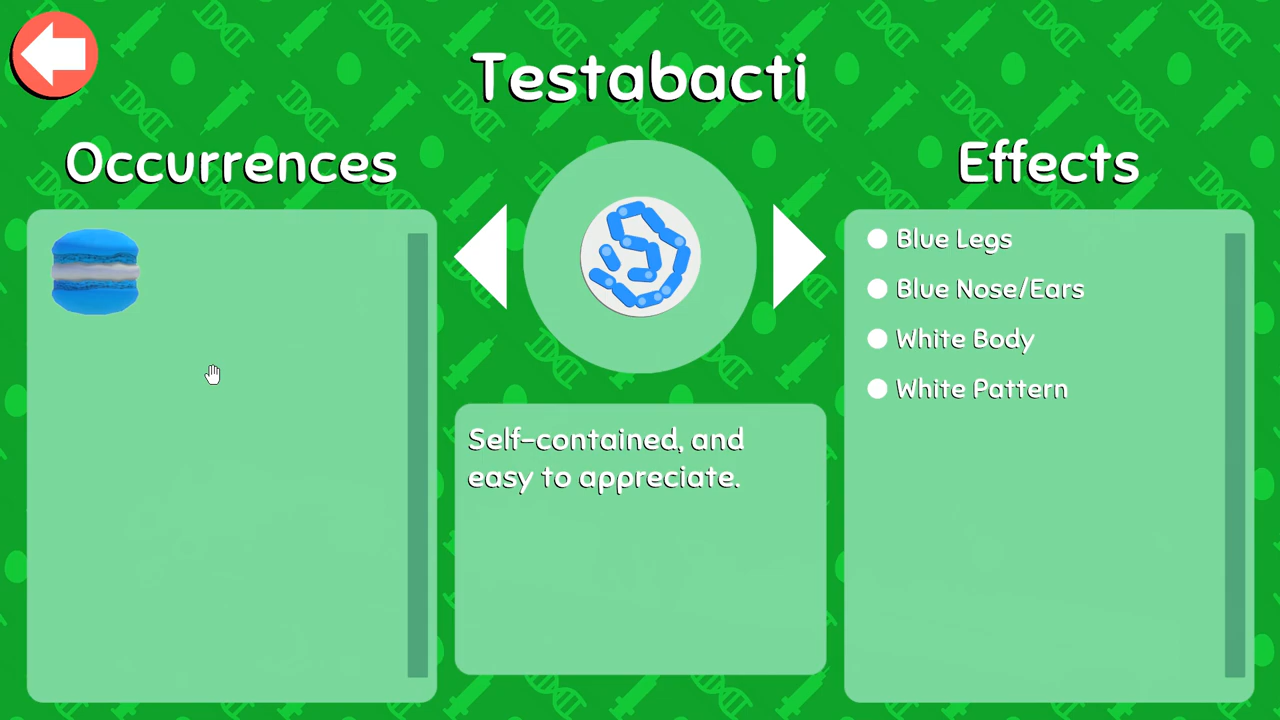 Testabacti
Occurrences
Effects
Blue Legs
Blue Nose/Ears
White Body
White Pattern
Self-contained, and
easy to appreciate.